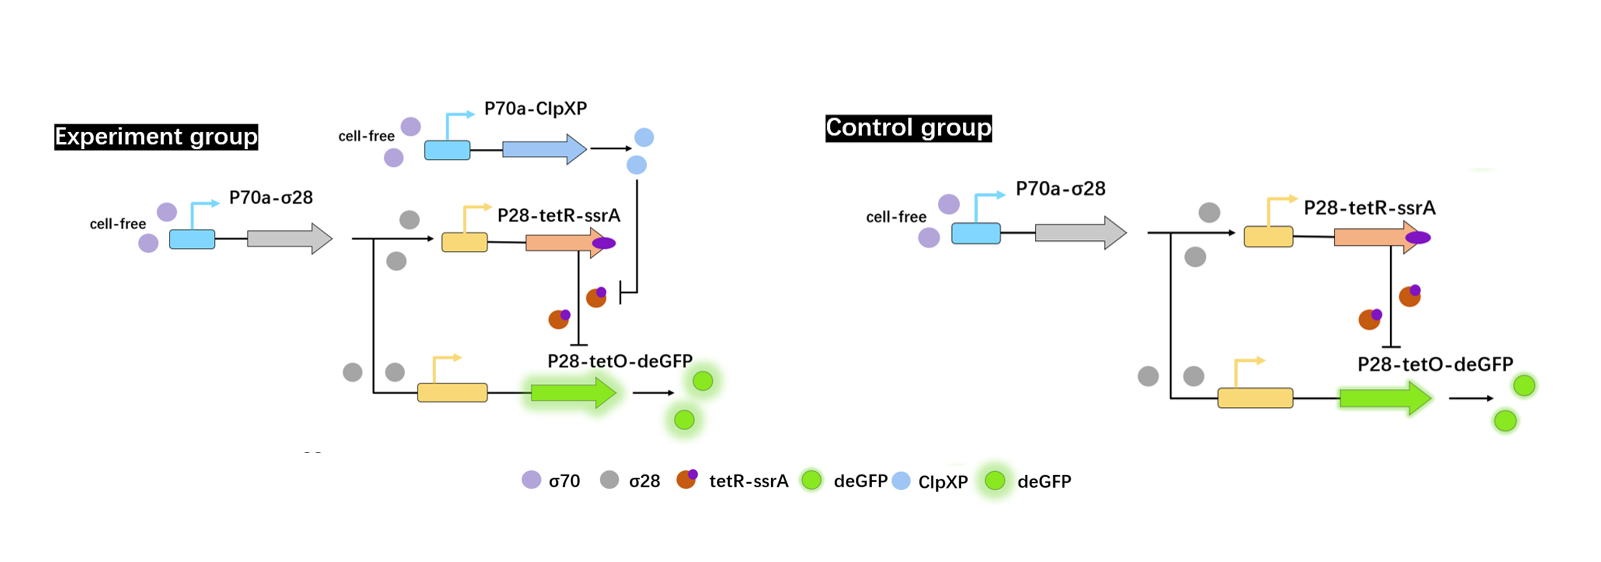 Experiment group
cell-free
P70a-ClpXP
cell-free
P70a-σ28
P28-tetR-ssrA
P28-tetO-deGFP
Control group
cell-free
P70a-σ28
P28-tetR-ssrA
P28-tetO-deGFP
σ70 σ28 tetR-ssrA deGFP ClpXP deGFP